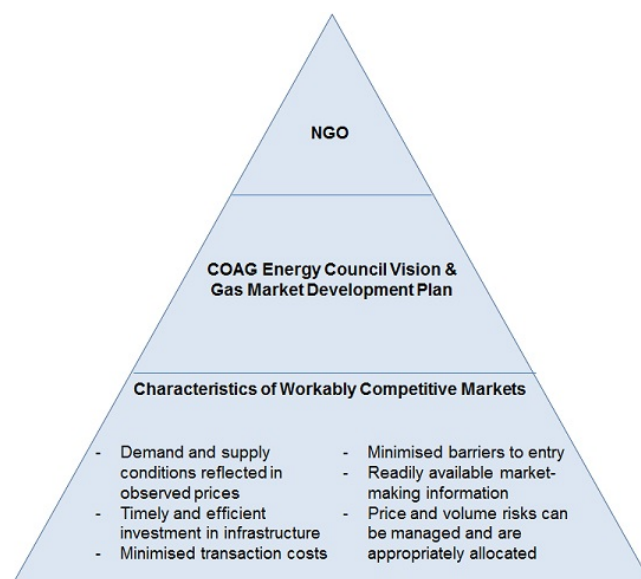 NGO
COAG Energy Council Vision &
Gas Market Development Plan
Characteristics of Workably Competitive Markets
- Demand and supply
conditions reflected in
observed prices
- Timely and efficient
investment in infrastructure
- Minimised transaction costs
- Minimised barriers to entry
- Readily available market-
making information
- Price and volume risks can
be managed and are
appropriately allocated